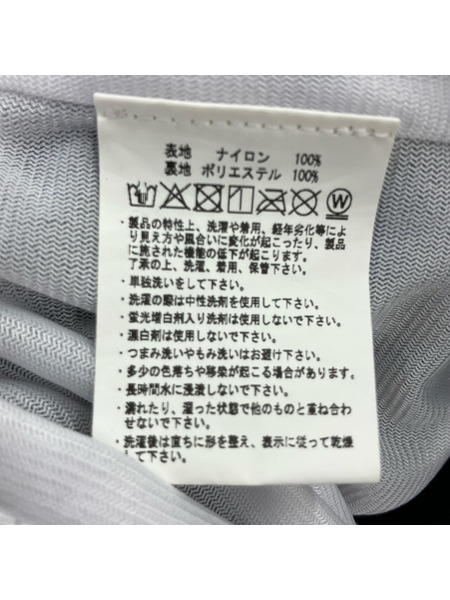 表地 ナイロン 100%
裏地 ポリエステル 100%
W
・製品の特性上、洗濯や着用、経年劣化等によ
り見え方や風合いに変化が起こったり、製品
に施された機能の低下が起こります。
了承の上、洗濯、着用、保管下さい。
・単独洗いをして下さい。
・洗濯の際は中性洗剤を使用して下さい。
・蛍光増白剤入り洗剤は使用しないで下さい。
・漂白剤は使用しないで下さい。
・つまみ洗いやもみ洗いはお避け下さい。
・多少の色落ちや移染が起こる場合があります。
・長時間水に浸漬しないで下さい。
・濡れたり、湿った状態で他のものと重ね合わ
せないで下さい。
・洗濯後は直ちに形を整え、表示に従って乾燥
して下さい。